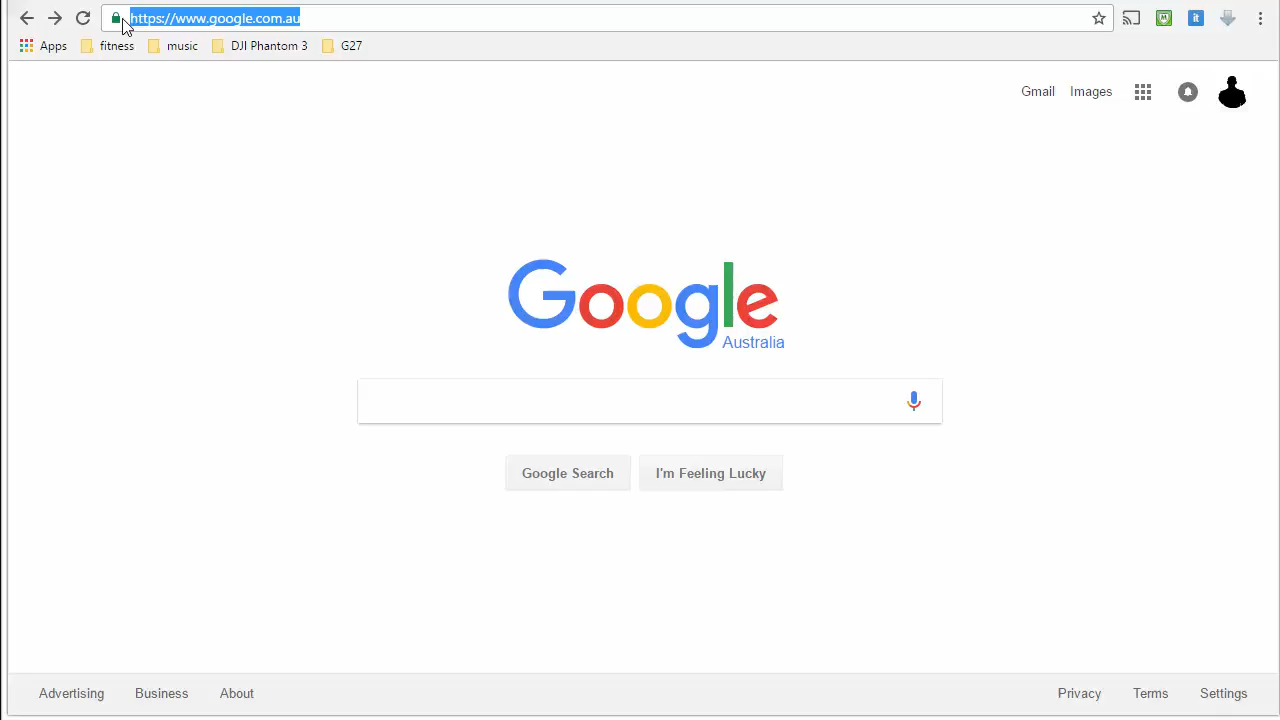 https://www.google.com.au
it
Apps fitness music DJI Phantom 3 G27
Gmail Images
Google
Australia
Google Search I'm Feeling Lucky
Advertising Business About Privacy Terms Settings